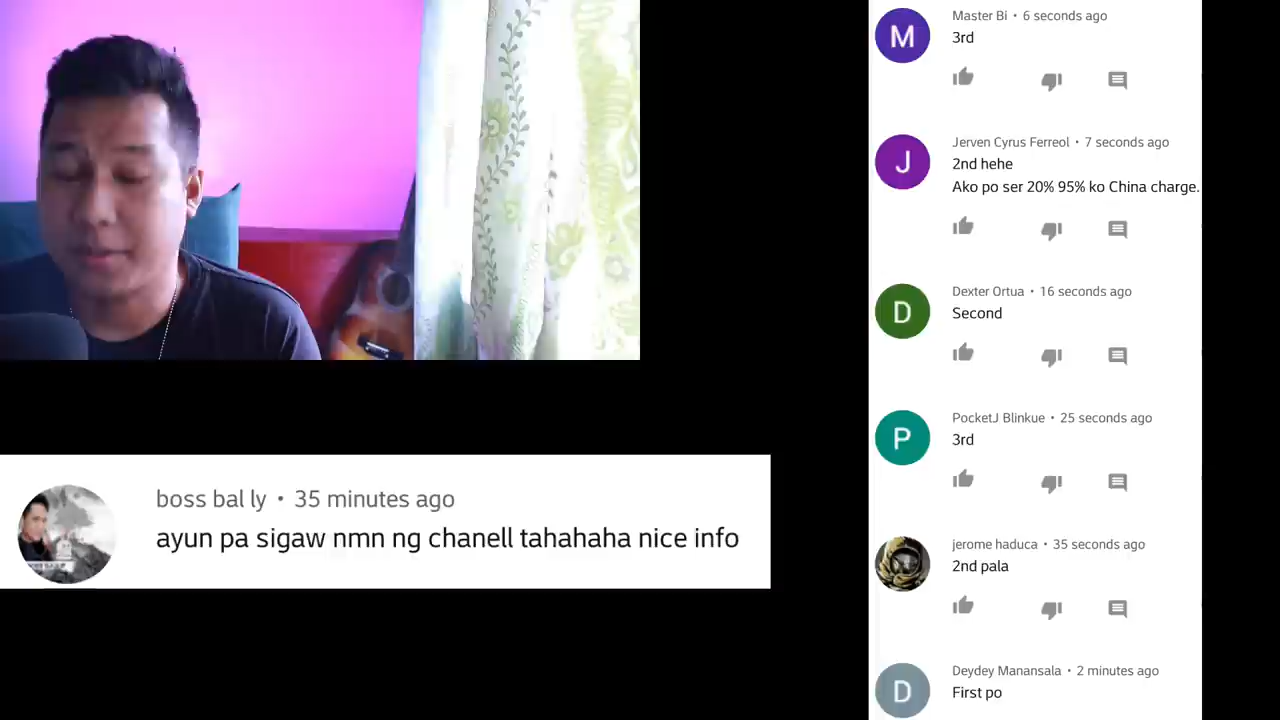 boss bal ly • 35 minutes ago
ayun pa sigaw nmn ng chanell tahahaha nice info
M
Master Bi • 6 seconds ago
3rd
J
Jerven Cyrus Ferreol • 7 seconds ago
2nd hehe
Ako po ser 20% 95% ko China charge.
D
Dexter Ortua • 16 seconds ago
Second
P
PocketJ Blinkue • 25 seconds ago
3rd
jerome haduca • 35 seconds ago
2nd pala
D
Deydey Manansala • 2 minutes ago
First po